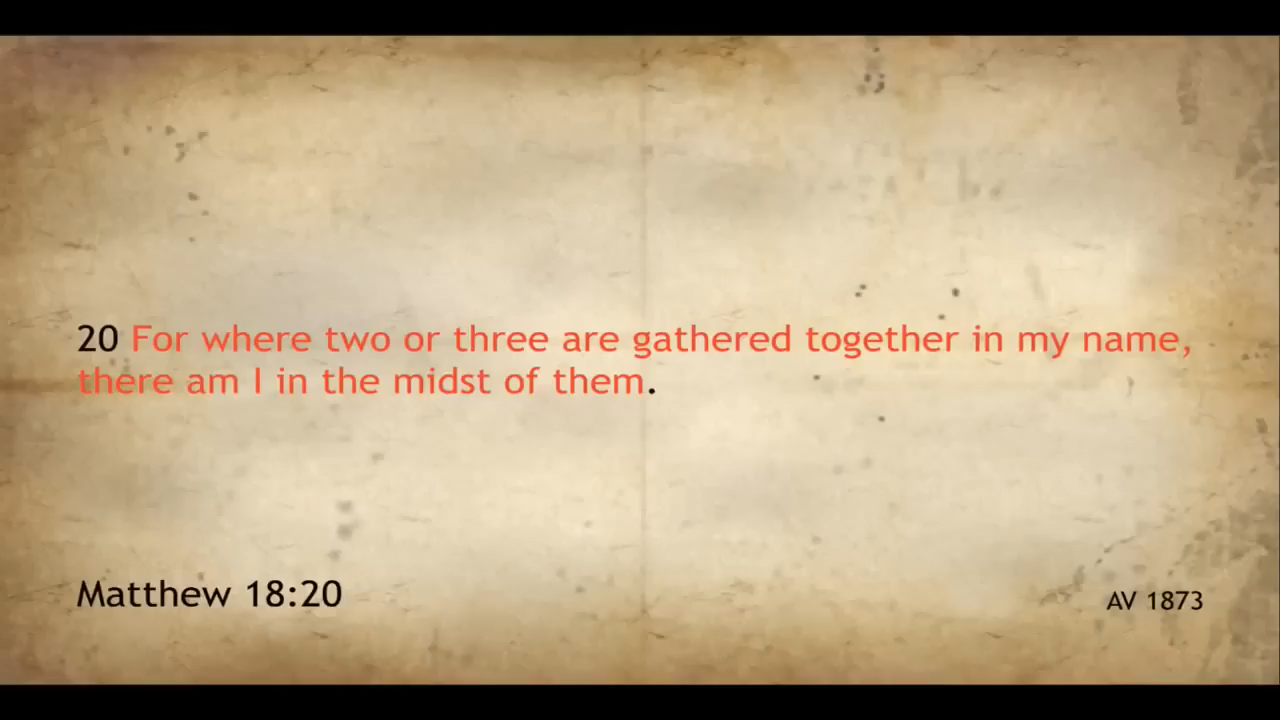 20 For where two or three are gathered together in my name,
there am I in the midst of them.
Matthew 18:20
AV 1873